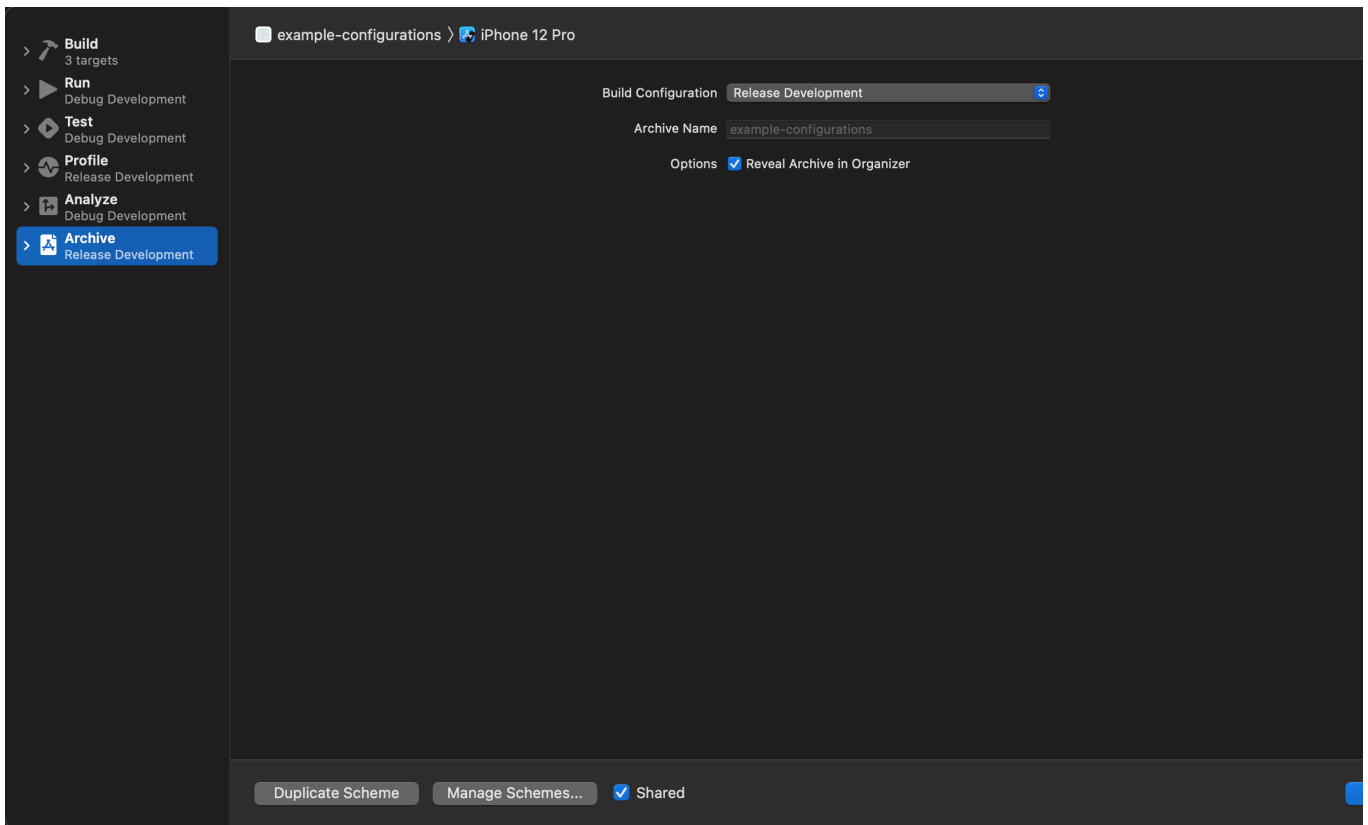 Build
3 targets
Run
Debug Development
Test
Debug Development
Profile
Release Development
Analyze
Debug Development
Archive
Release Development
example-configurations 〉 iPhone 12 Pro
Build Configuration Release Development
Archive Name example-configurations
Options Reveal Archive in Organizer
Duplicate Scheme Manage Schemes... Shared